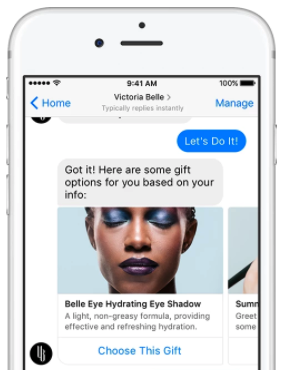 9:41 AM
100%
Home
Victoria Belle >
Typically replies instantly
Manage
Let's Do It!
Got it! Here are some gift
options for you based on your
info:
Belle Eye Hydrating Eye Shadow
A light, non-greasy formula, providing
effective and refreshing hydration.
Choose This Gift
Summ
Greet
some